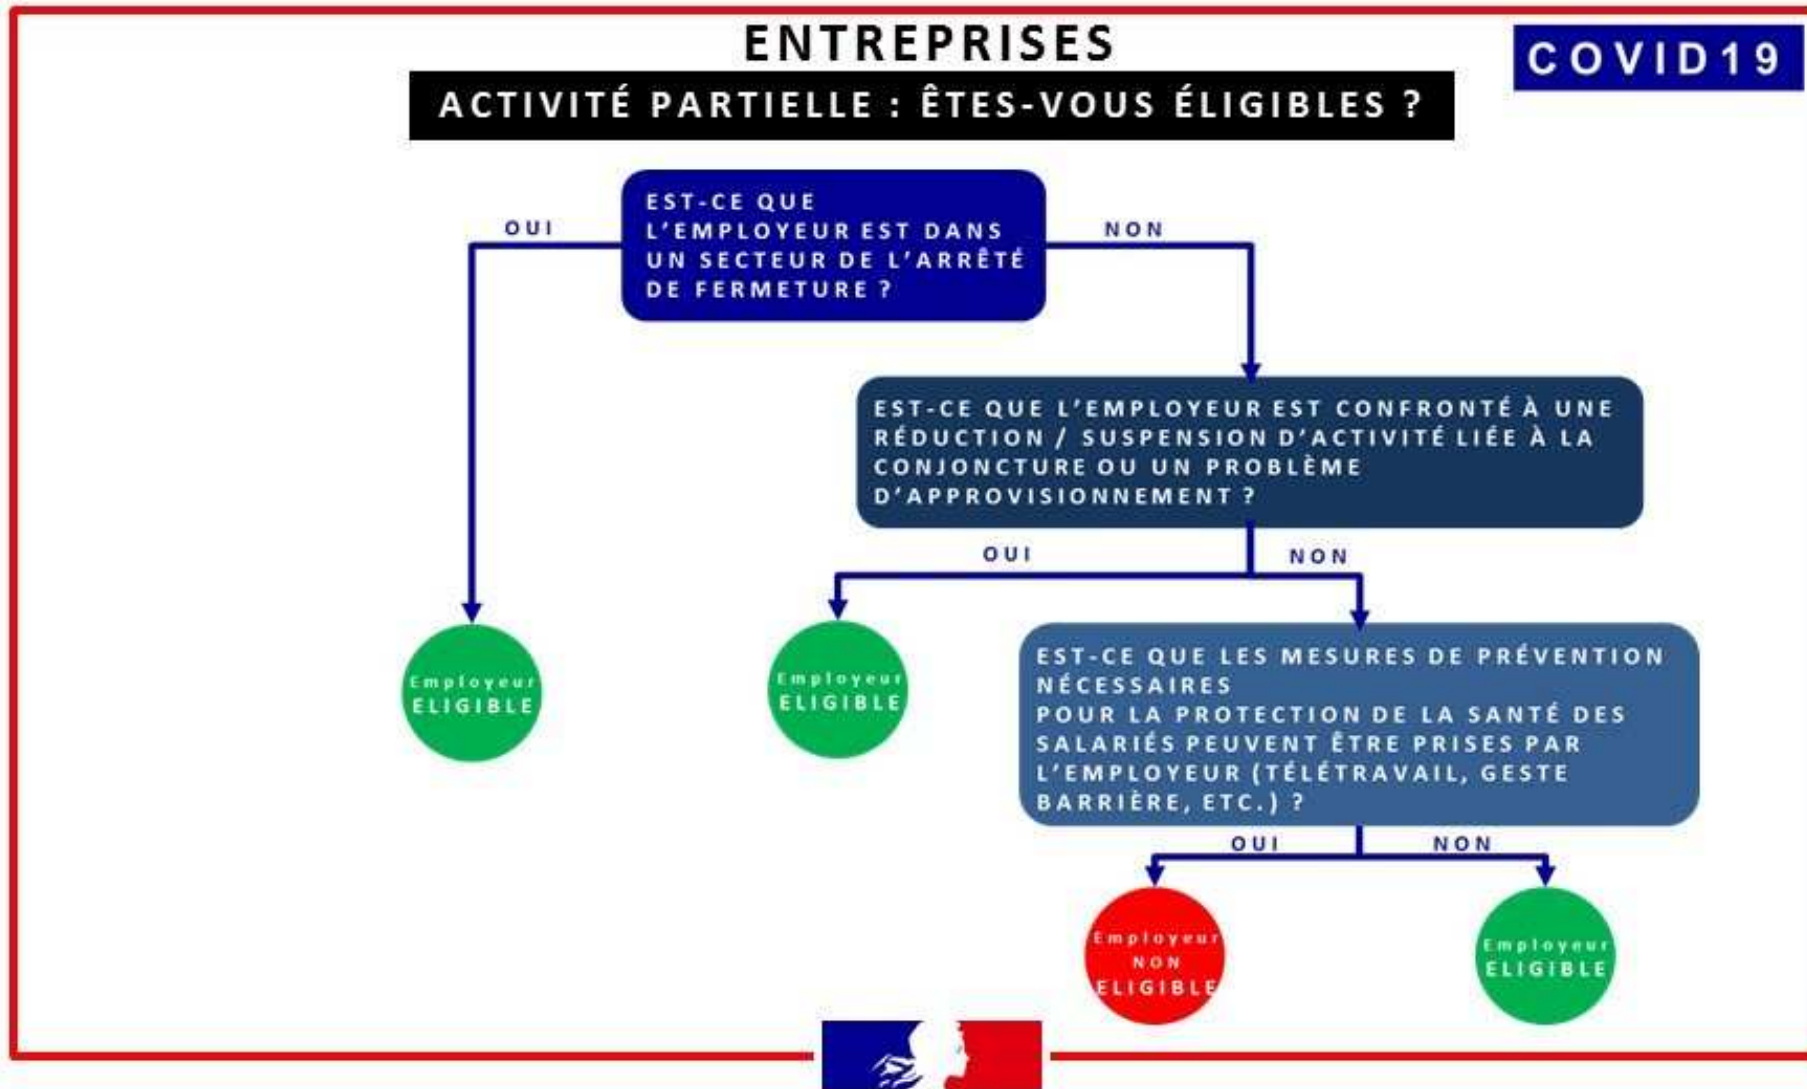 ENTREPRISES
COVID19
ACTIVITÉ PARTIELLE : ÊTES-VOUS ÉLIGIBLES ?
EST-CE QUE
L'EMPLOYEUR EST DANS
UN SECTEUR DE L'ARRÊTÉ
DE FERMETURE ?
OUI
NON
EST-CE QUE L'EMPLOYEUR EST CONFRONTÉ À UNE
RÉDUCTION / SUSPENSION D'ACTIVITÉ LIÉE À LA
CONJONCTURE OU UN PROBLÈME
D'APPROVISIONNEMENT ?
OUI
NON
Employeur
ELIGIBLE
Employeur
ELIGIBLE
EST-CE QUE LES MESURES DE PRÉVENTION
NÉCESSAIRES
POUR LA PROTECTION DE LA SANTÉ DES
SALARIÉS PEUVENT ÊTRE PRISES PAR
L'EMPLOYEUR (TÉLÉTRAVAIL, GESTE
BARRIÈRE, ETC.) ?
OUI
NON
Employeur
NON
ELIGIBLE
Employeur
ELIGIBLE